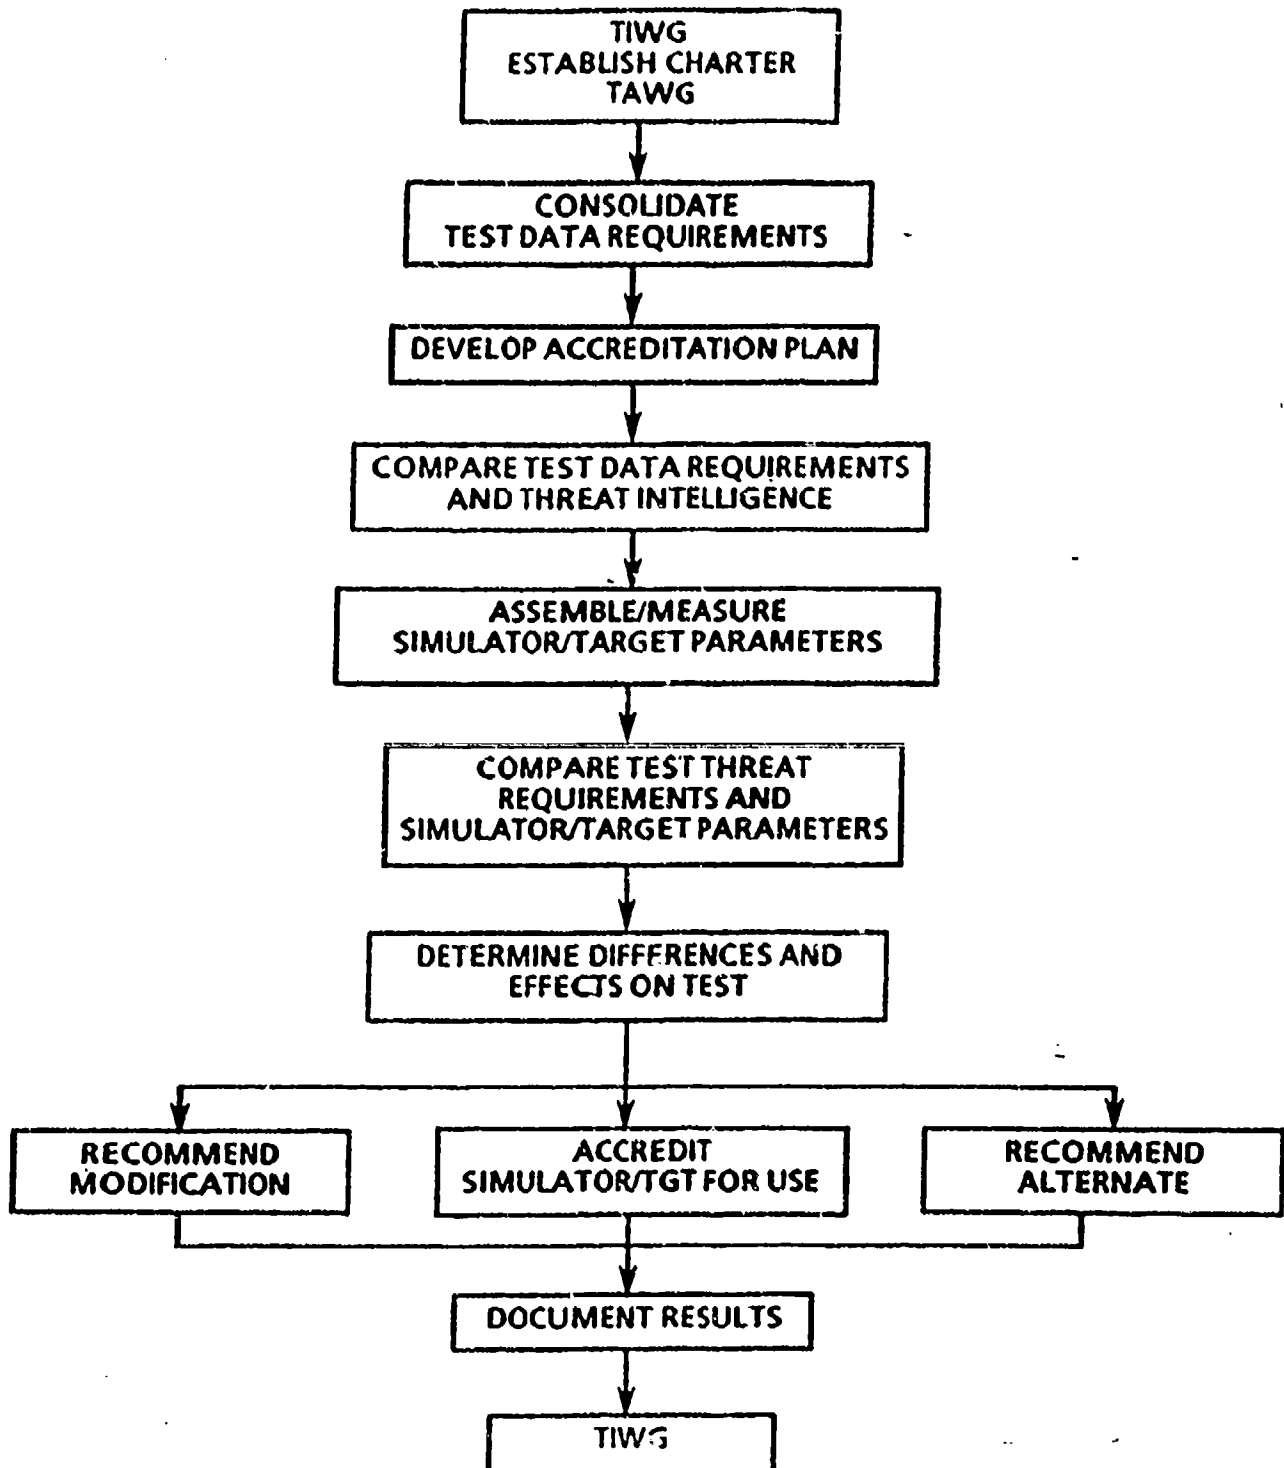 TIWG
ESTABLISH CHARTER
TAWG
CONSOLIDATE
TEST DATA REQUIREMENTS
DEVELOP ACCREDITATION PLAN
COMPARE TEST DATA REQUIREMENTS
AND THREAT INTELLIGENCE
ASSEMBLE/MEASURE
SIMULATOR/TARGET PARAMETERS
COMPARE TEST THREAT
REQUIREMENTS AND
SIMULATOR/TARGET PARAMETERS
DETERMINE DIFFERENCES AND
EFFECTS ON TEST
RECOMMEND
MODIFICATION
ACCREDIT
SIMULATOR/TGT FOR USE
RECOMMEND
ALTERNATE
DOCUMENT RESULTS
TIWG